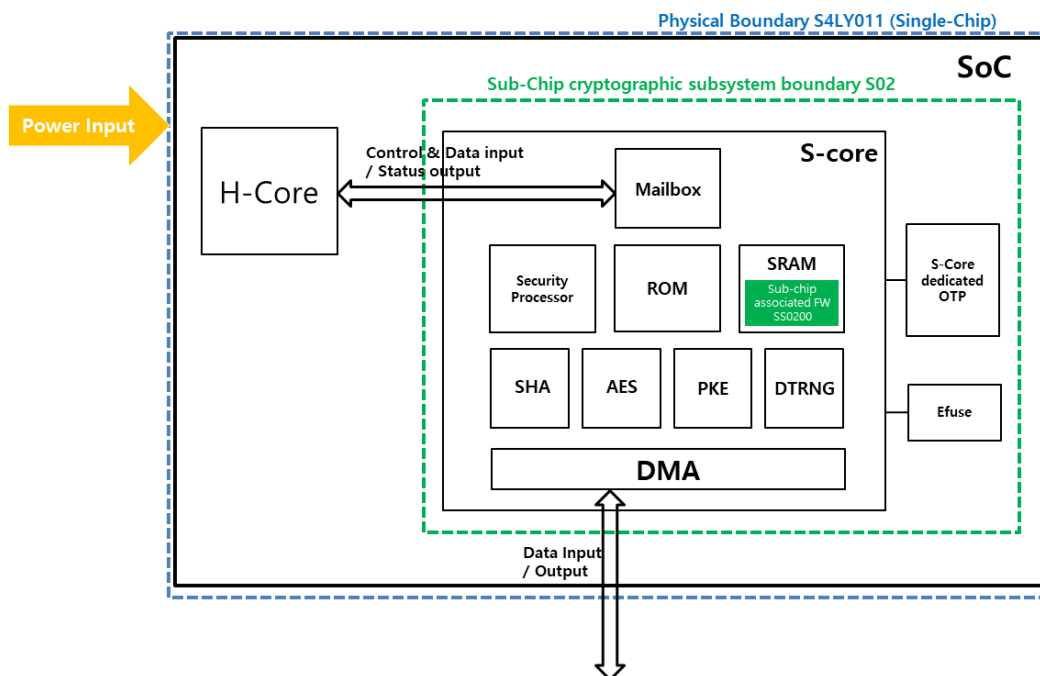 Physical Boundary S4LY011 (Single-Chip)
SoC
Sub-Chip cryptographic subsystem boundary S02
Power Input
Control & Data input
/ Status output
S-core
H-Core
Mailbox
Security
Processor
ROM
SRAM
Sub-chip
associated FW
SS0200
S-Core
dedicated
OTP
SHA
AES
PKE
DTRNG
Efuse
DMA
Data Input
/ Output